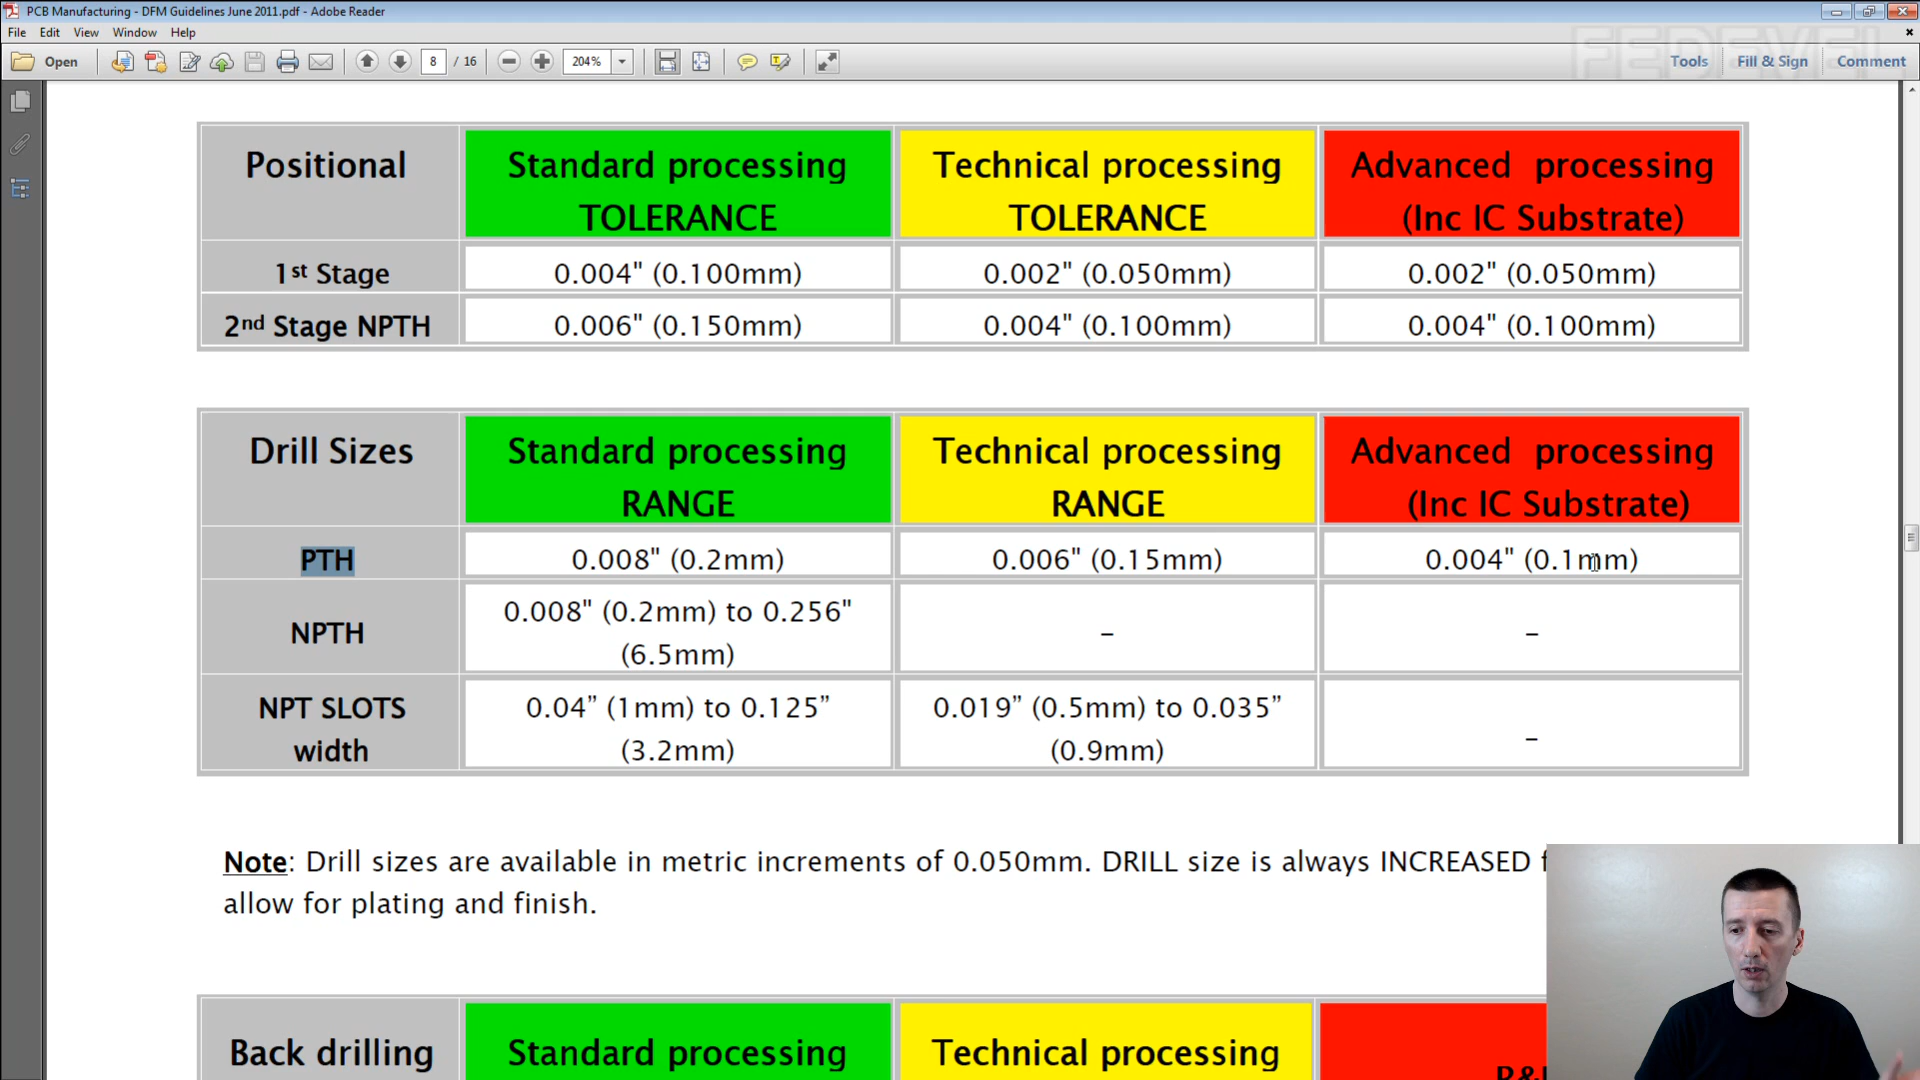 PCB Manufacturing - DFM Guidelines June 2011.pdf - Adobe Reader
File Edit View Window Help
Open 8 / 16 204% Tools Fill & Sign Comment
FEDEVEL
Positional Standard processing TOLERANCE Technical processing TOLERANCE Advanced processing (Inc IC Substrate)
1st Stage 0.004" (0.100mm) 0.002" (0.050mm) 0.002" (0.050mm)
2nd Stage NPTH 0.006" (0.150mm) 0.004" (0.100mm) 0.004" (0.100mm)
Drill Sizes Standard processing RANGE Technical processing RANGE Advanced processing (Inc IC Substrate)
PTH 0.008" (0.2mm) 0.006" (0.15mm) 0.004" (0.1mm)
NPTH 0.008" (0.2mm) to 0.256" (6.5mm) – –
NPT SLOTS width 0.04” (1mm) to 0.125” (3.2mm) 0.019” (0.5mm) to 0.035” (0.9mm) –
Note: Drill sizes are available in metric increments of 0.050mm. DRILL size is always INCREASED
allow for plating and finish.
Back drilling Standard processing Technical processing